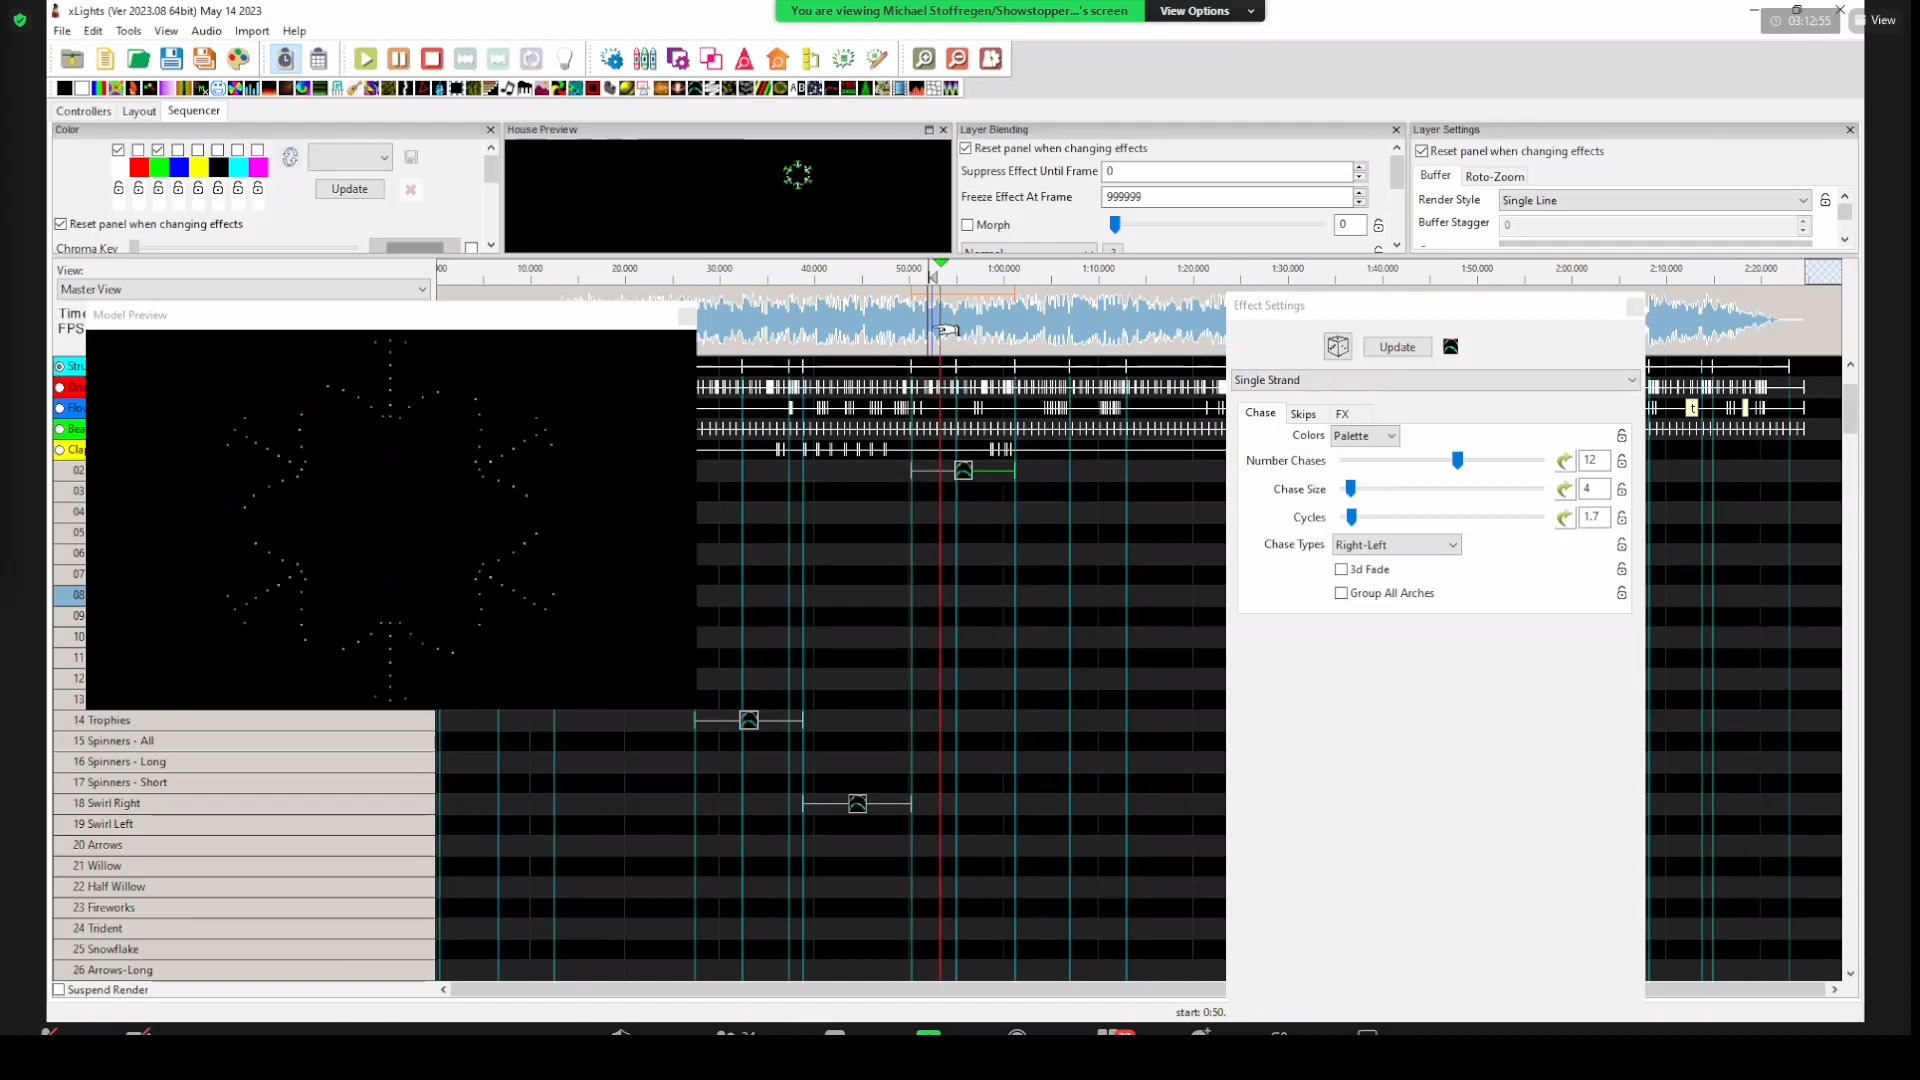 xLights (Ver 2023.08 64bit) May 14 2023
You are viewing Michael Stoffregen/Showstopper...'s screen
View Options
03:12:55
View
File Edit Tools View Audio Import Help
Controllers Layout Sequencer
Color
House Preview
Layer Blending
Layer Settings
Update
Reset panel when changing effects
Chroma Key
Reset panel when changing effects
Suppress Effect Until Frame 0
Freeze Effect At Frame 999999
Morph 0
Reset panel when changing effects
Buffer Roto-Zoom
Render Style Single Line
Buffer Stagger 0
View:
Master View
10,000 20,000 30,000 40,000 50,000 1:00,000 1:10,000 1:20,000 1:30,000 1:40,000 1:50,000 2:00,000 2:10,000 2:20,000
Time
FPS
Model Preview
Effect Settings
Update
Single Strand
Chase Skips FX
Colors Palette
Number Chases 12
Chase Size 4
Cycles 1.7
Chase Types Right-Left
3d Fade
Group All Arches
t
02
03
04
05
06
07
08
09
10
11
12
13
14 Trophies
15 Spinners - All
16 Spinners - Long
17 Spinners - Short
18 Swirl Right
19 Swirl Left
20 Arrows
21 Willow
22 Half Willow
23 Fireworks
24 Trident
25 Snowflake
26 Arrows-Long
Suspend Render
start: 0:50.